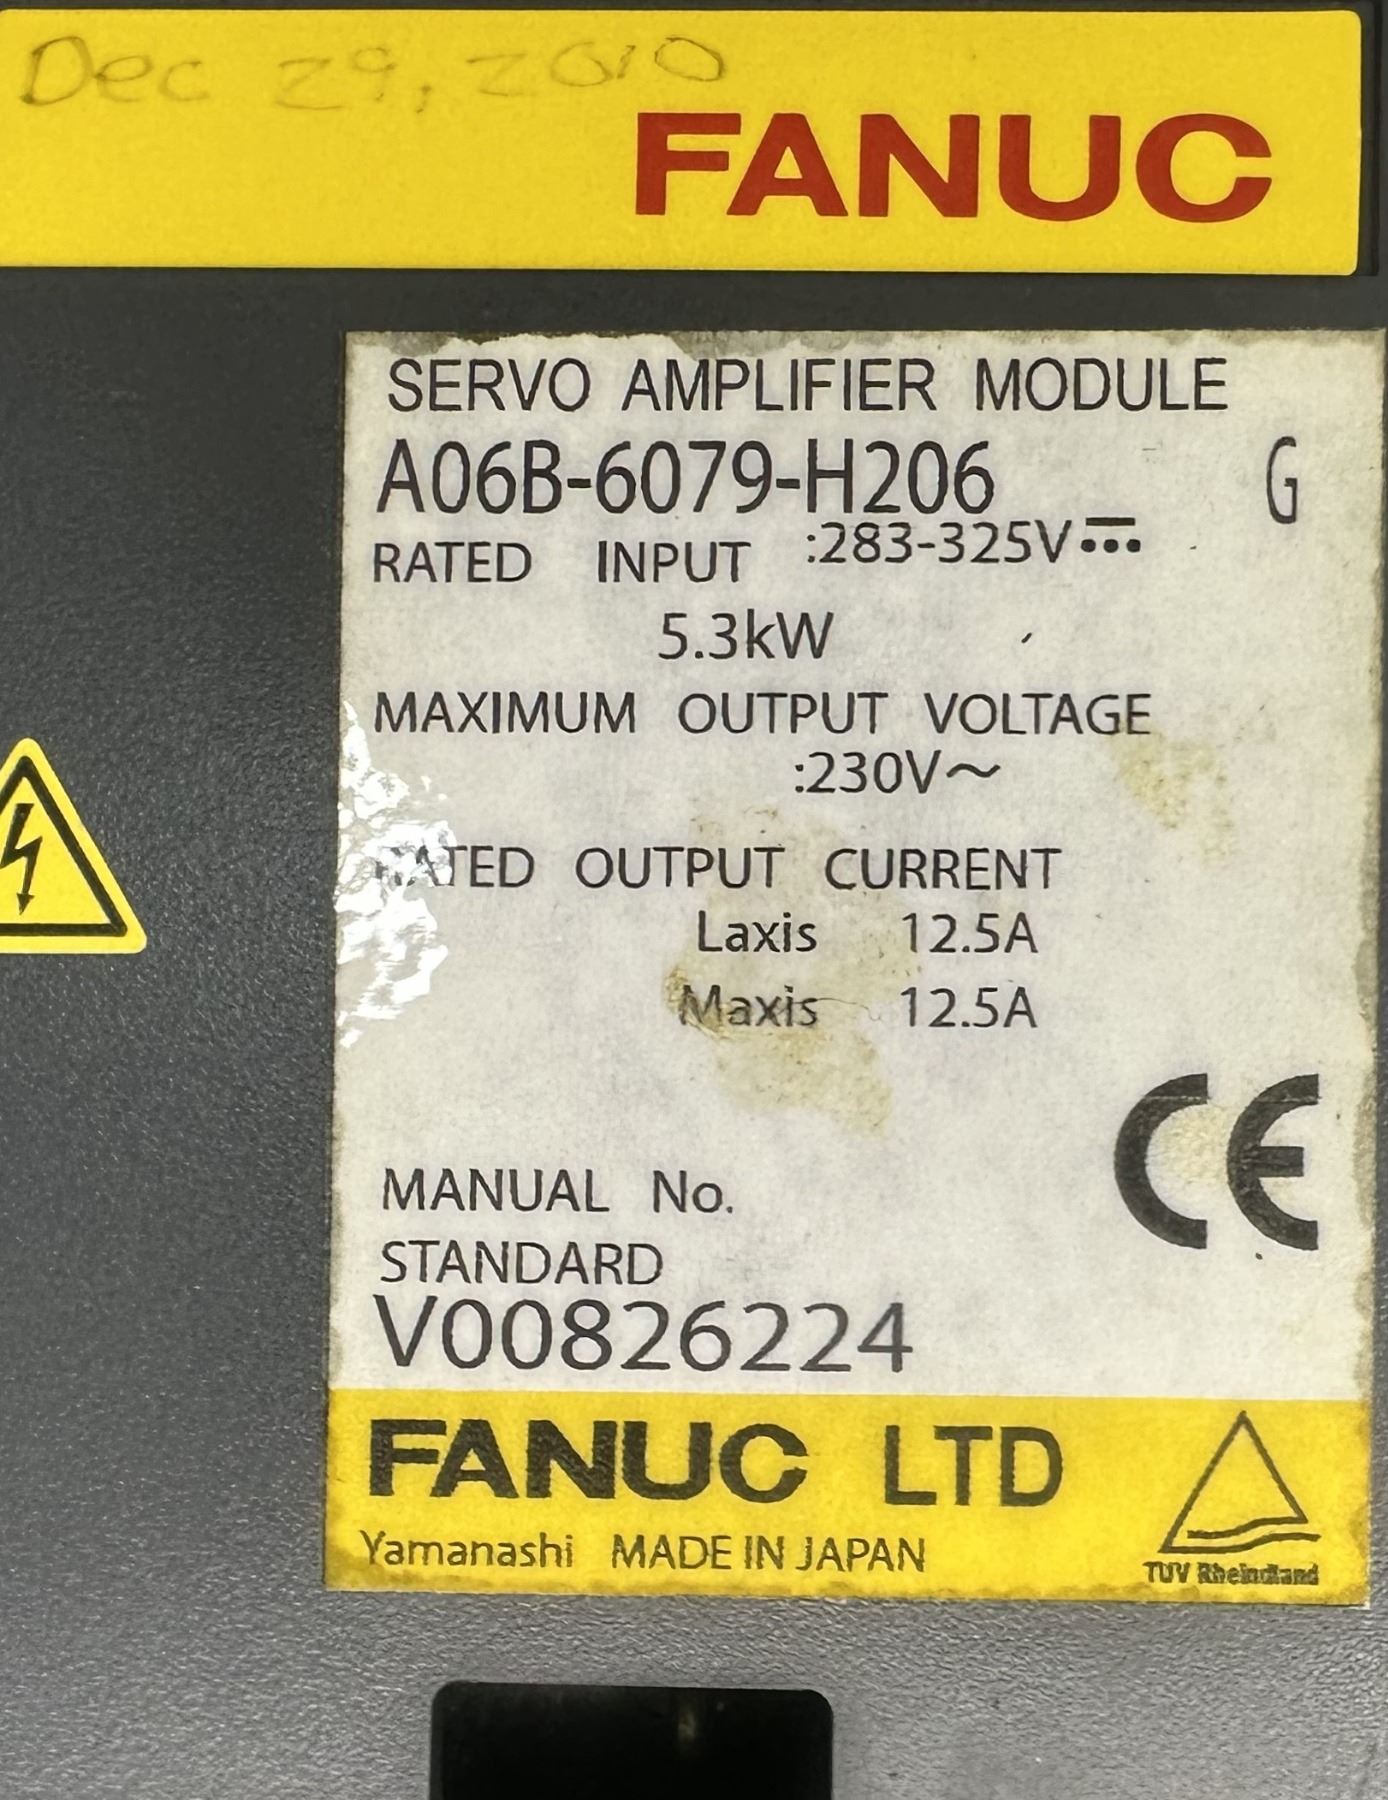 Dec 29, 2010
FANUC
SERVO AMPLIFIER MODULE
A06B-6079-H206 G
RATED INPUT :283-325V⎓
5.3kW
MAXIMUM OUTPUT VOLTAGE
:230V~
RATED OUTPUT CURRENT
Laxis 12.5A
Maxis 12.5A
CE
MANUAL No.
STANDARD
V00826224
FANUC LTD
Yamanashi MADE IN JAPAN
TUV Rheinland